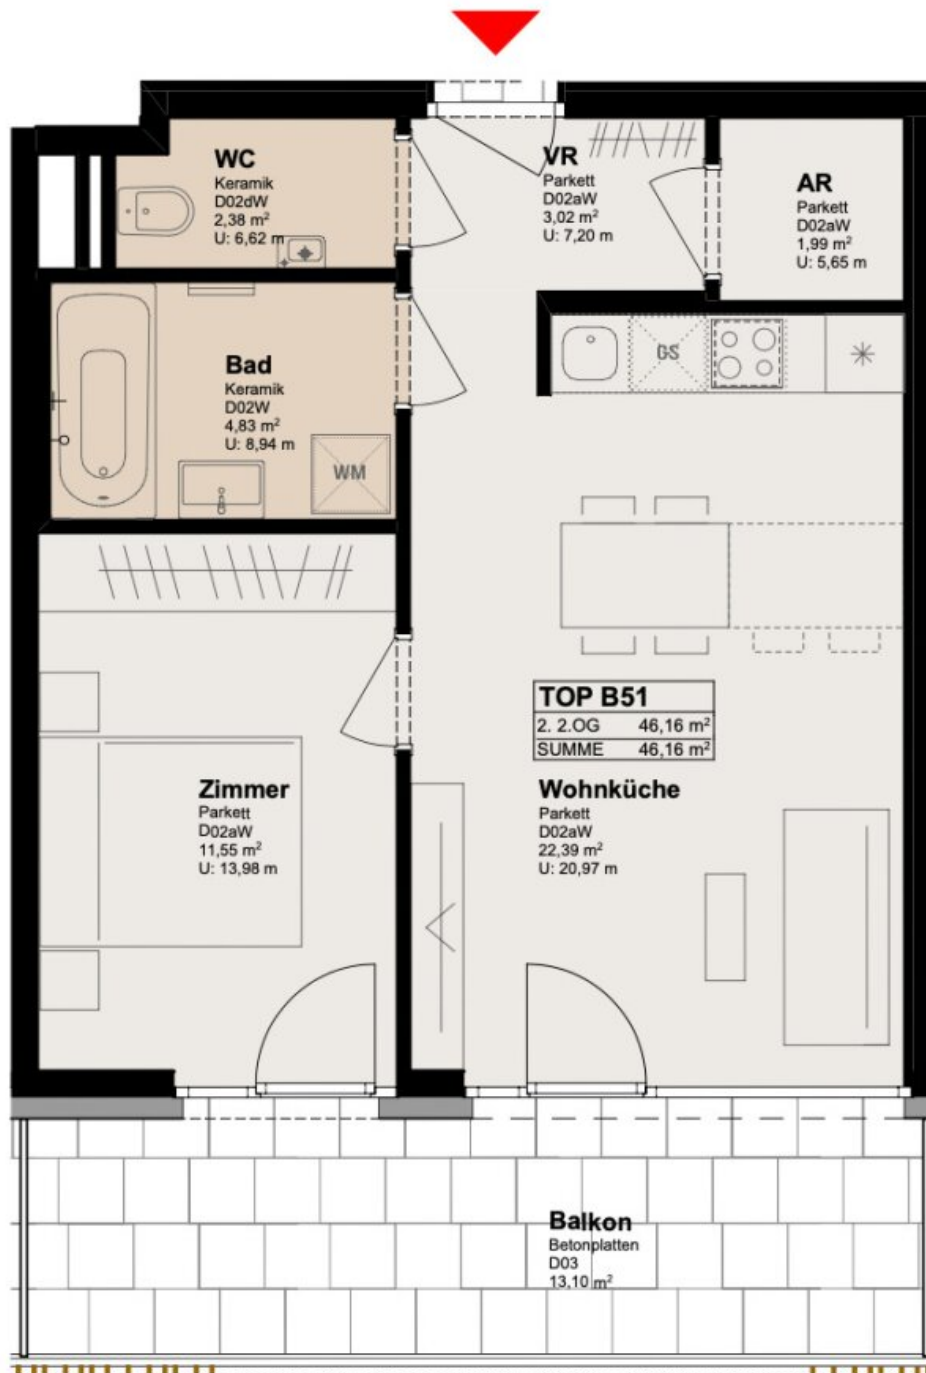 WC
Keramik
D02dW
2,38 m²
U: 6,62 m
VR
Parkett
D02aW
3,02 m²
U: 7,20 m
AR
Parkett
D02aW
1,99 m²
U: 5,65 m
Bad
Keramik
D02W
4,83 m²
U: 8,94 m
WM
GS
TOP B51
2. 2.OG 46,16 m²
SUMME 46,16 m²
Zimmer
Parkett
D02aW
11,55 m²
U: 13,98 m
Wohnküche
Parkett
D02aW
22,39 m²
U: 20,97 m
Balkon
Betonplatten
D03
13,10 m²